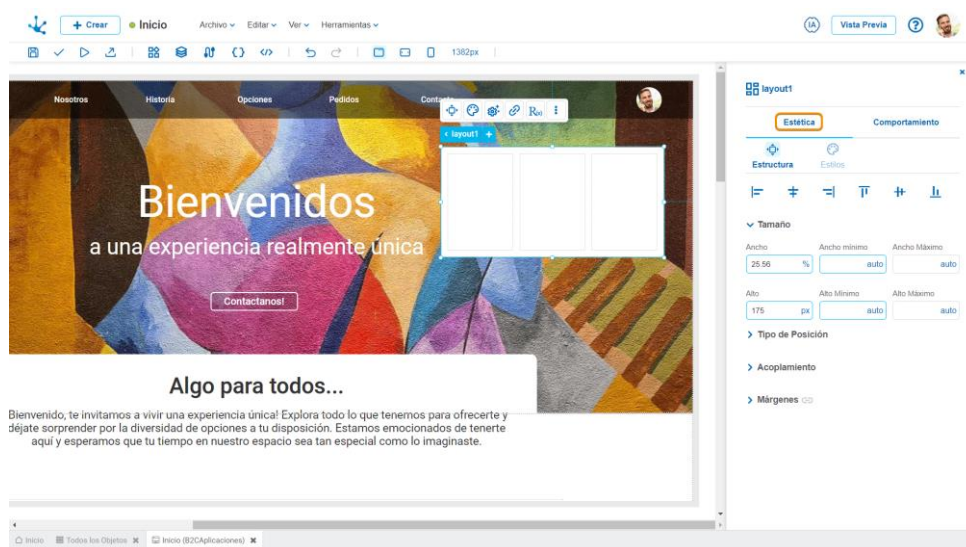 + Crear
Inicio
Archivo
Editar
Ver
Herramientas
IA
Vista Previa
?
1382px
Nosotros
Historia
Opciones
Pedidos
layout1 +
Bienvenidos
a una experiencia realmente única
Contactanos!
Algo para todos...
Bienvenido, te invitamos a vivir una experiencia única! Explora todo lo que tenemos para ofrecerte y
déjate sorprender por la diversidad de opciones a tu disposición. Estamos emocionados de tenerte
aquí y esperamos que tu tiempo en nuestro espacio sea tan especial como lo imaginaste.
layout1
Estética
Comportamiento
Estructura
Estilos
Tamaño
Ancho
Ancho mínimo
Ancho Máximo
25.56 %
auto
auto
Alto
Alto Mínimo
Alto Máximo
175 px
auto
auto
Tipo de Posición
Acoplamiento
Márgenes
Inicio
Todos los Objetos
Inicio (B2CAplicaciones)